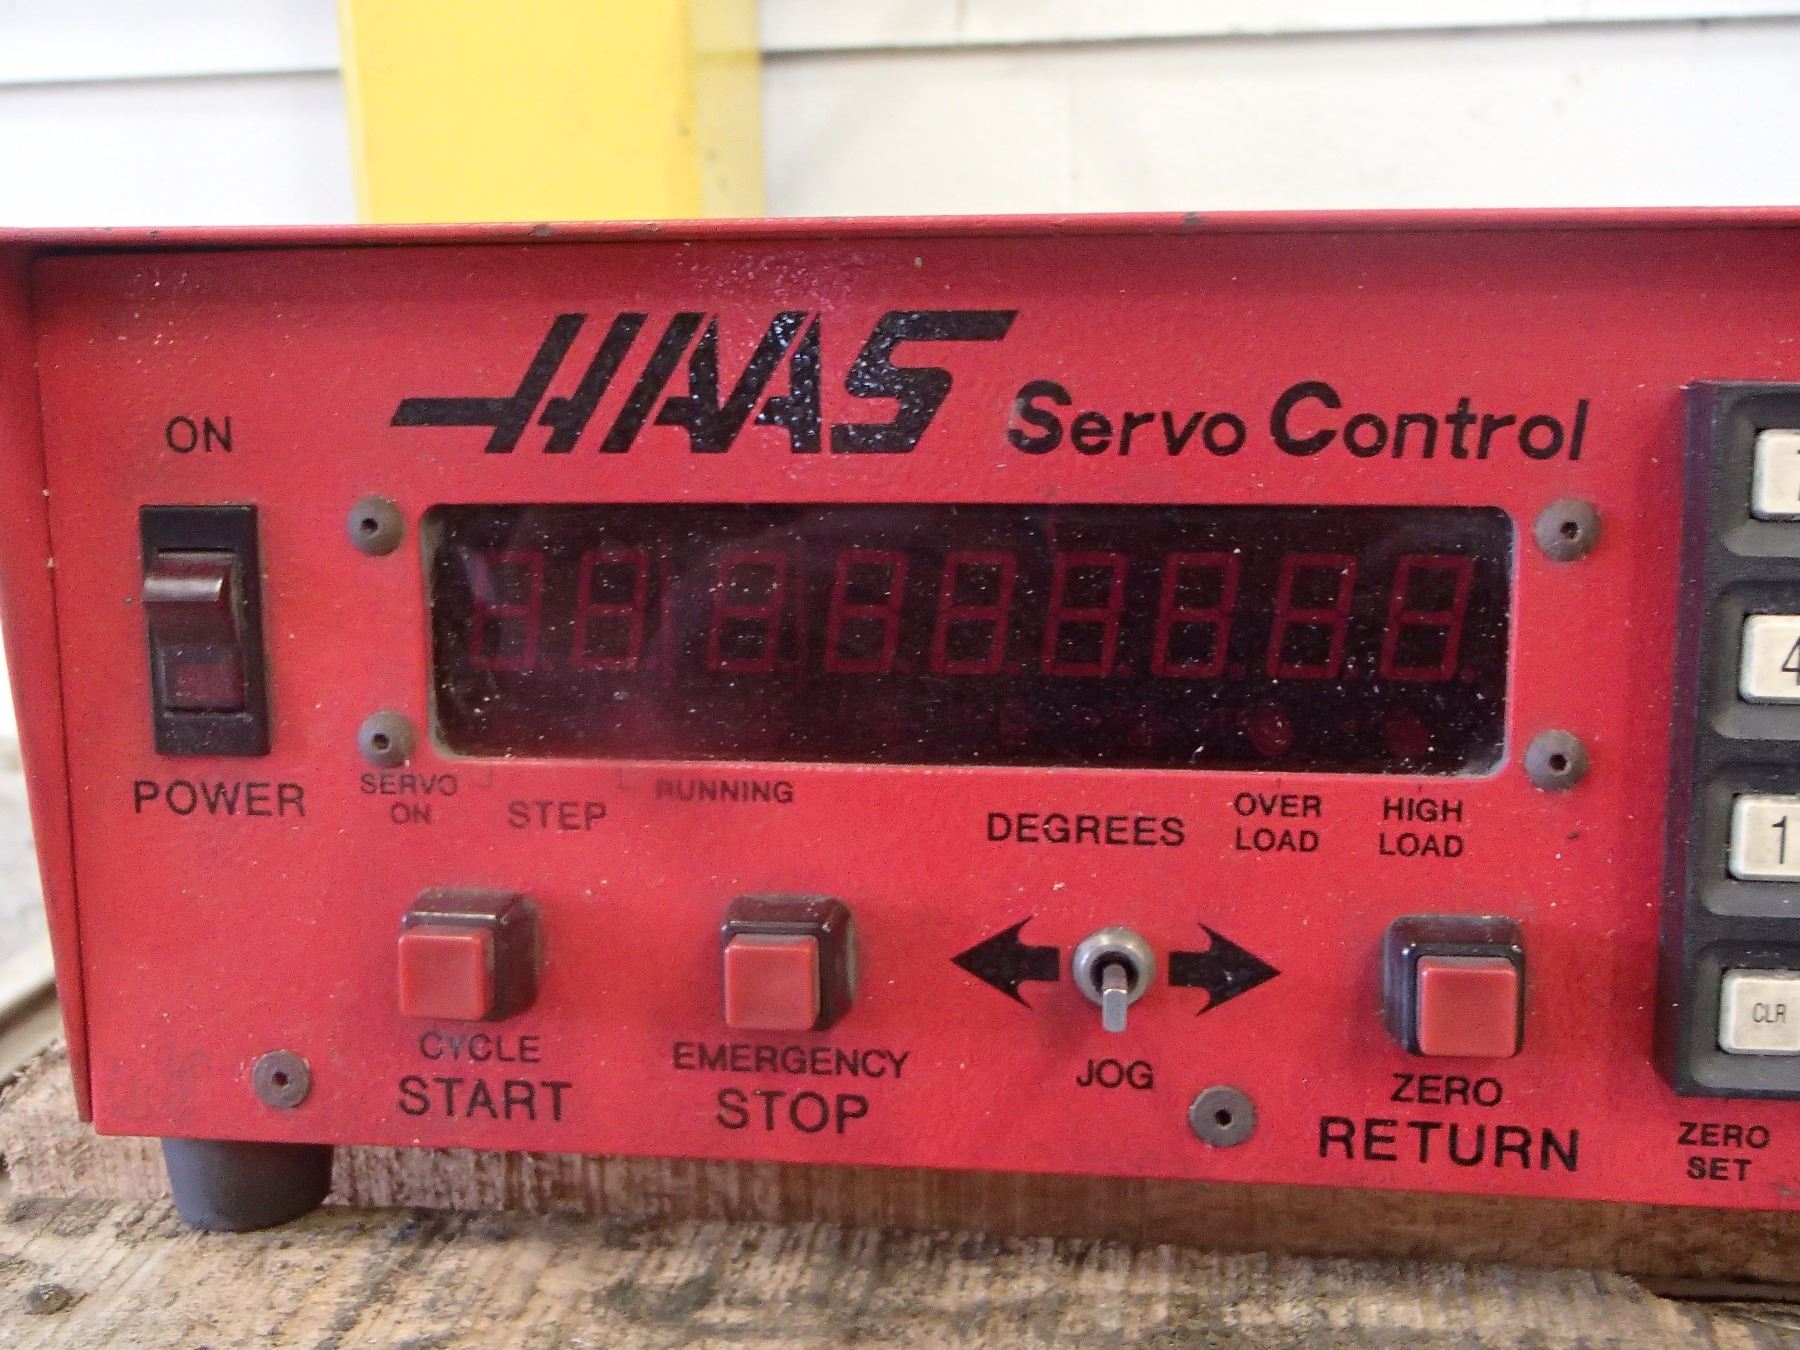 HAAS Servo Control
ON
POWER
SERVO
ON
STEP
RUNNING
DEGREES
OVER
LOAD
HIGH
LOAD
CYCLE
START
EMERGENCY
STOP
JOG
ZERO
RETURN
ZERO
SET
4
1
CLR